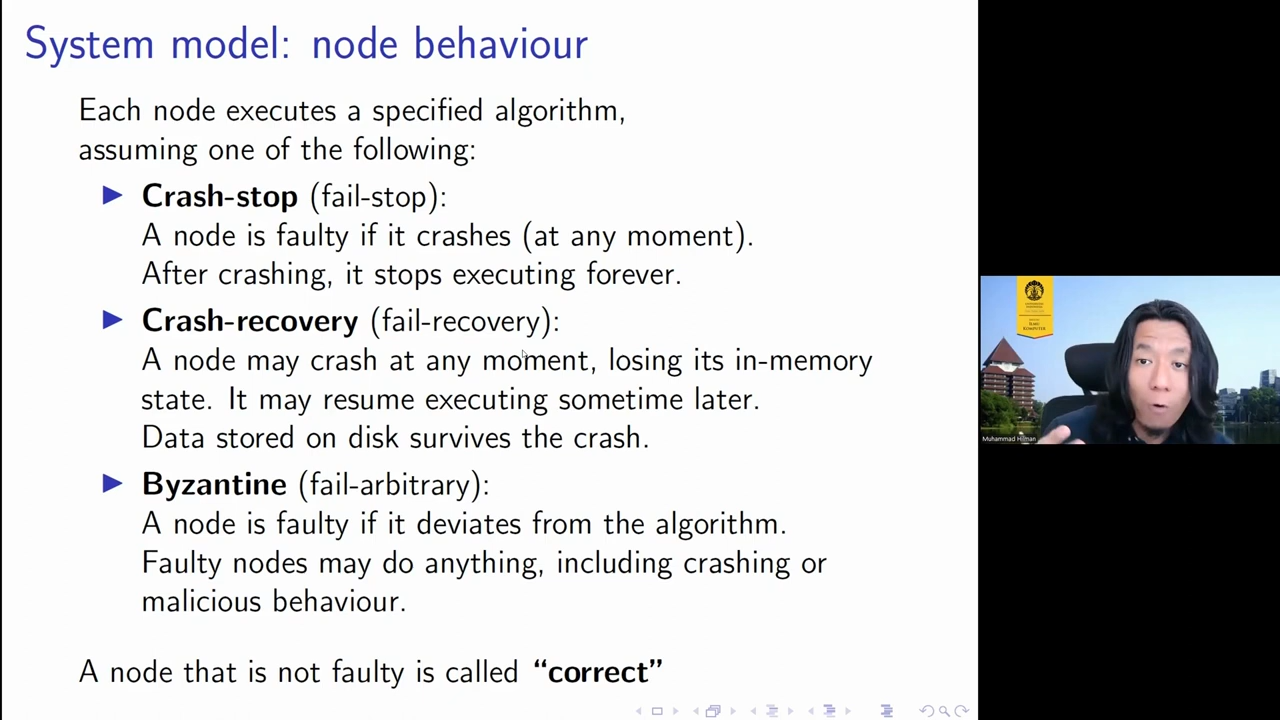 System model: node behaviour
Each node executes a specified algorithm,
assuming one of the following:
Crash-stop (fail-stop):
A node is faulty if it crashes (at any moment).
After crashing, it stops executing forever.
Crash-recovery (fail-recovery):
A node may crash at any moment, losing its in-memory
state. It may resume executing sometime later.
Data stored on disk survives the crash.
Byzantine (fail-arbitrary):
A node is faulty if it deviates from the algorithm.
Faulty nodes may do anything, including crashing or
malicious behaviour.
A node that is not faulty is called “correct”
ILMU
KOMPUTER
Muhammad Hilman